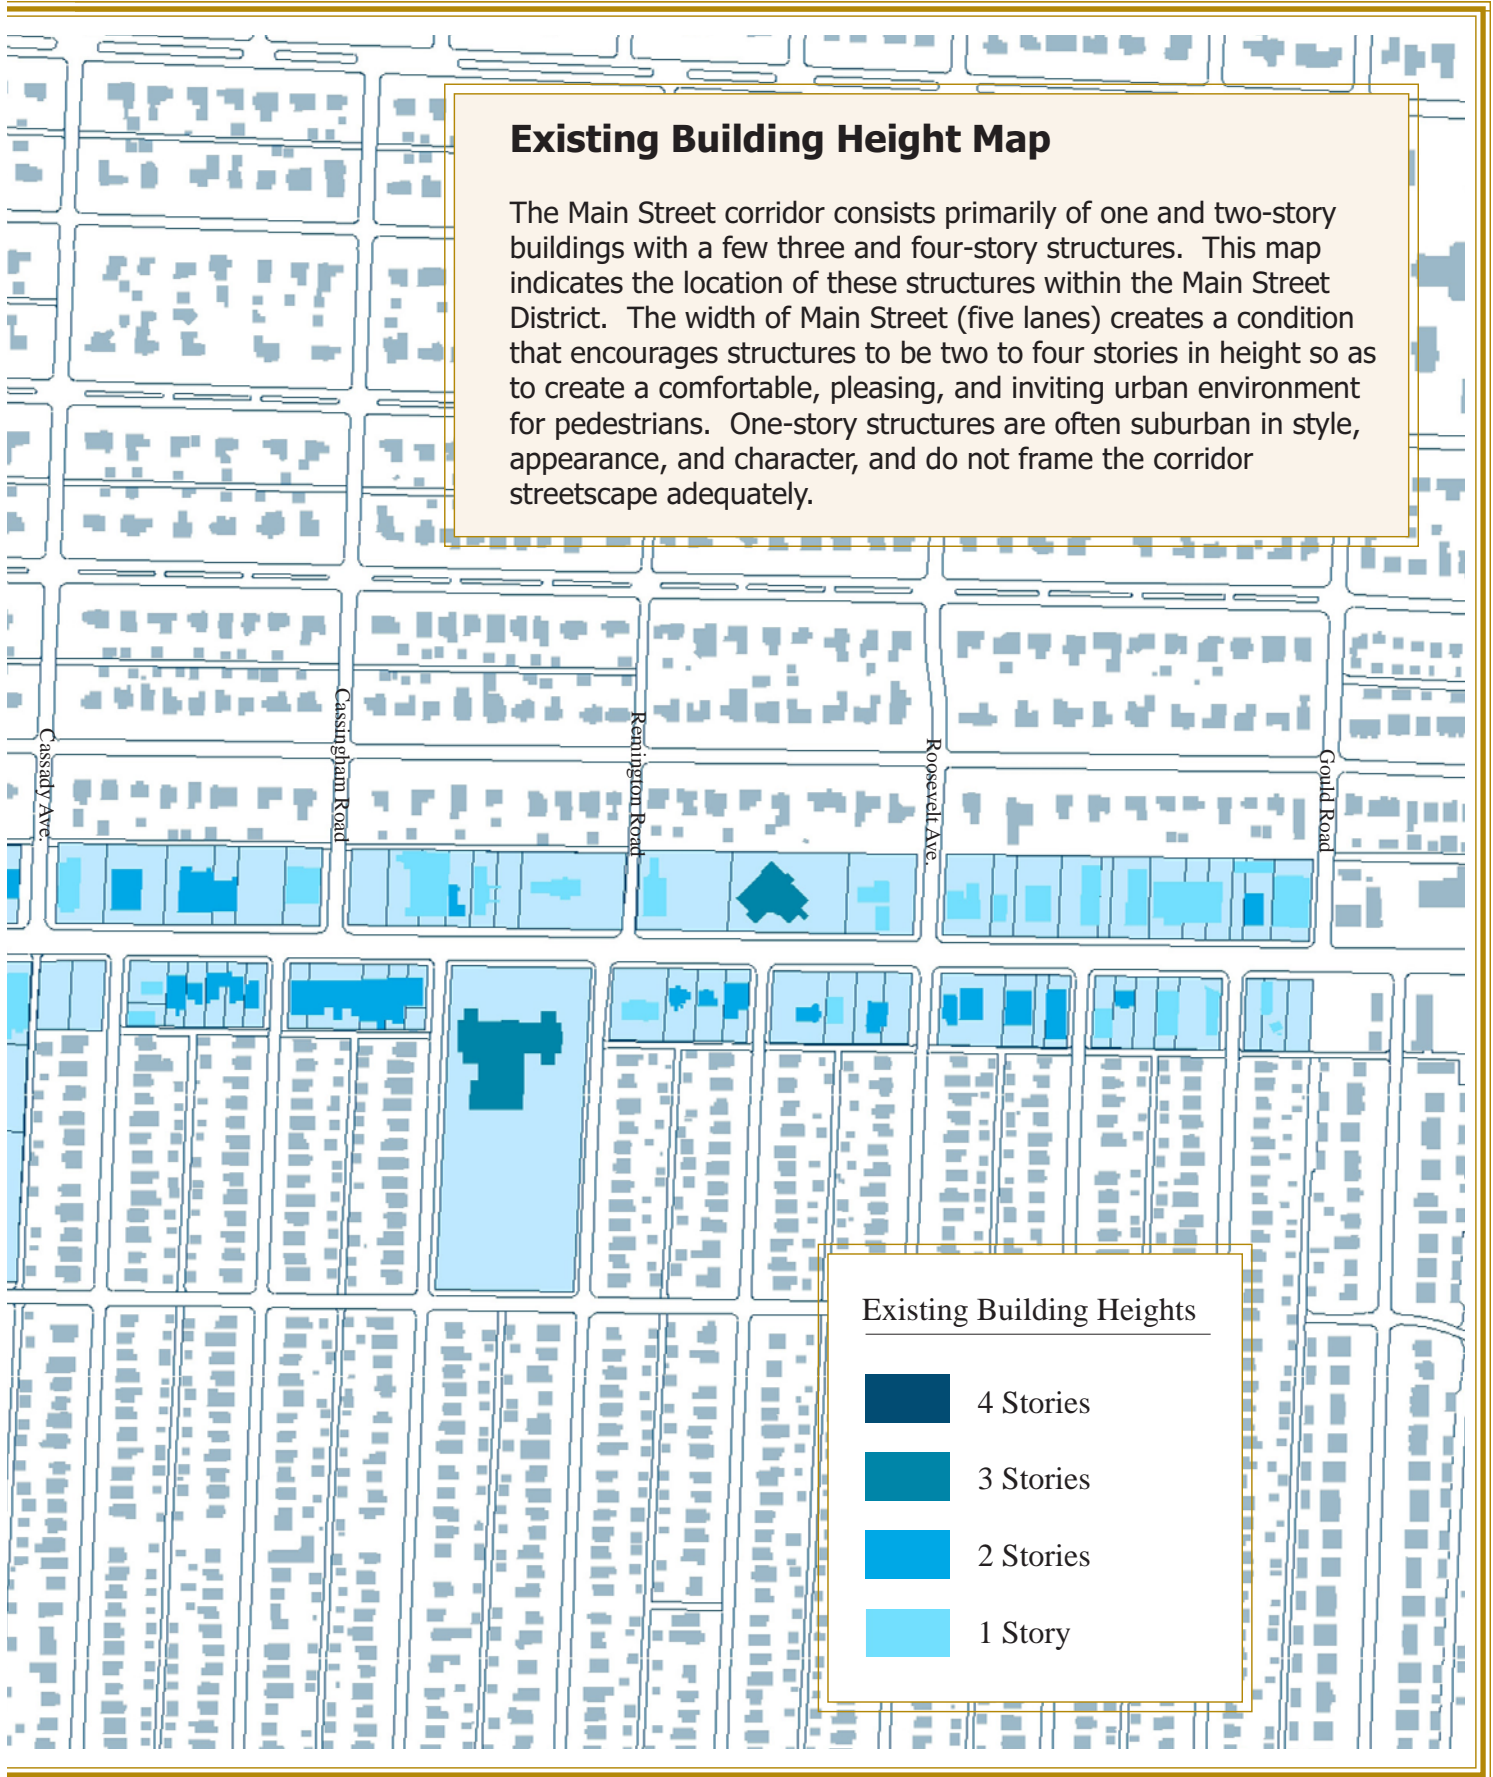 Existing Building Height Map
The Main Street corridor consists primarily of one and two-story
buildings with a few three and four-story structures.  This map
indicates the location of these structures within the Main Street
District.  The width of Main Street (five lanes) creates a condition
that encourages structures to be two to four stories in height so as
to create a comfortable, pleasing, and inviting urban environment
for pedestrians.  One-story structures are often suburban in style,
appearance, and character, and do not frame the corridor
streetscape adequately.
Cassady Ave.
Cassingham Road
Remington Road
Roosevelt Ave.
Gould Road
Existing Building Heights
4 Stories
3 Stories
2 Stories
1 Story